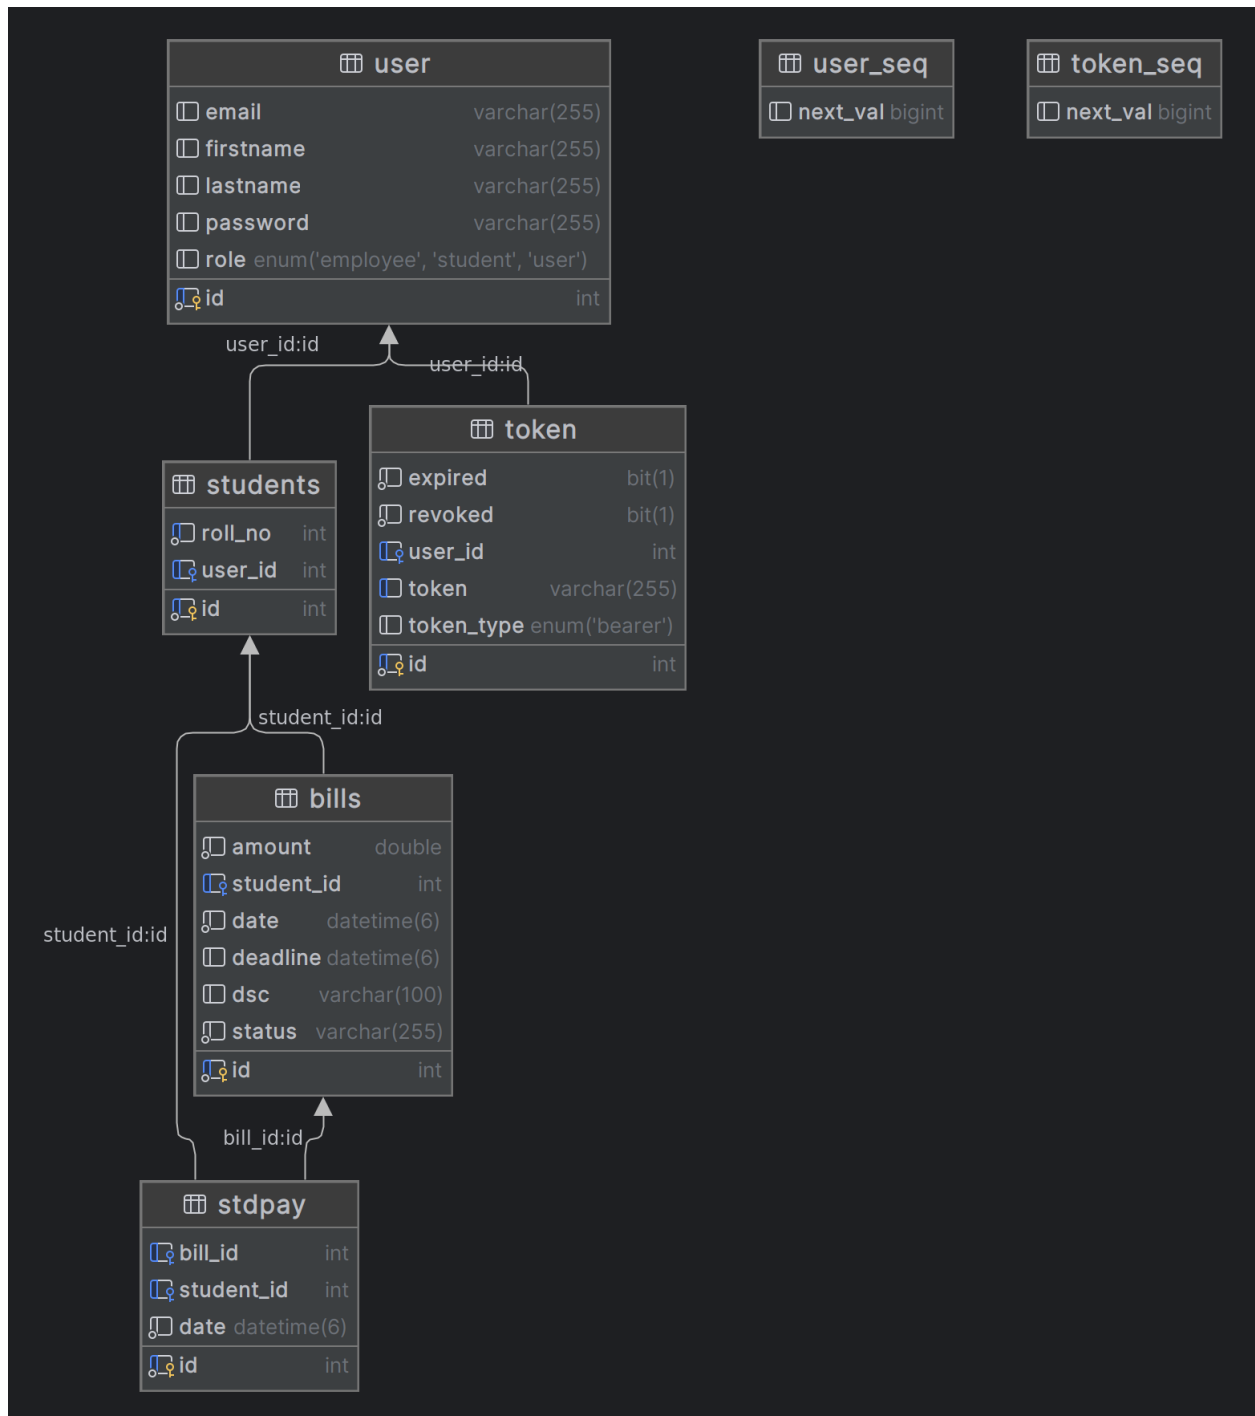 user
email varchar(255)
firstname varchar(255)
lastname varchar(255)
password varchar(255)
role enum('employee', 'student', 'user')
id int
user_seq
next_val bigint
token_seq
next_val bigint
user_id:id
user_id:id
students
roll_no int
user_id int
id int
token
expired bit(1)
revoked bit(1)
user_id int
token varchar(255)
token_type enum('bearer')
id int
student_id:id
bills
amount double
student_id int
date datetime(6)
deadline datetime(6)
dsc varchar(100)
status varchar(255)
id int
student_id:id
bill_id:id
stdpay
bill_id int
student_id int
date datetime(6)
id int